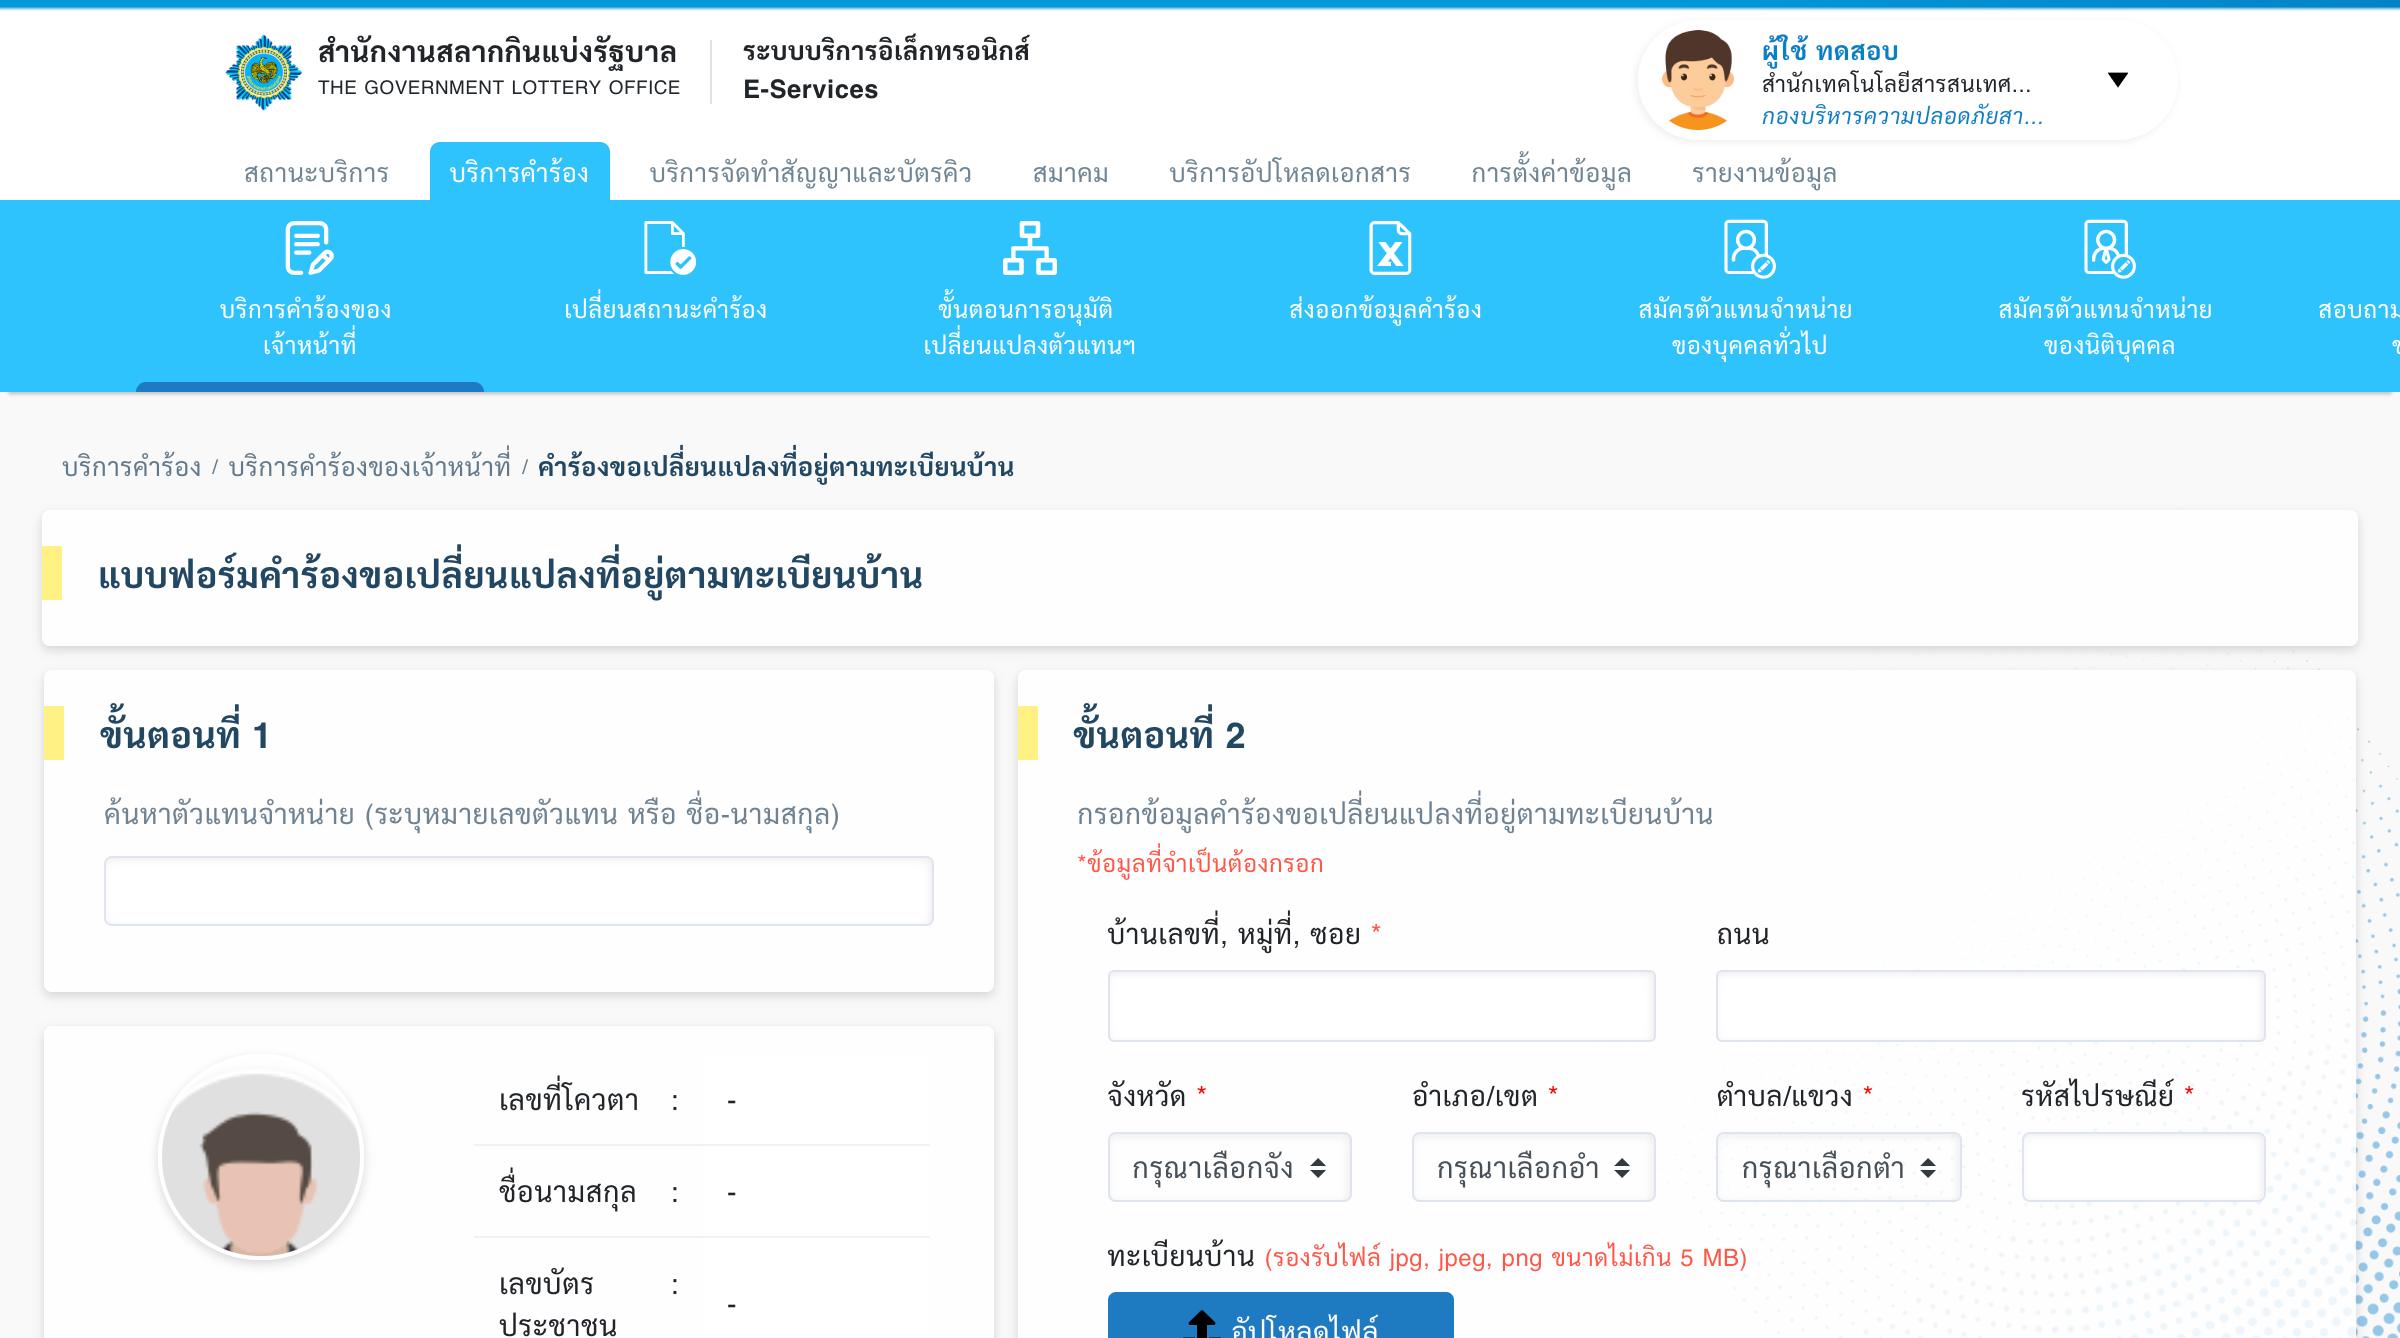 สำนักงานสลากกินแบ่งรัฐบาล
THE GOVERNMENT LOTTERY OFFICE
ระบบบริการอิเล็กทรอนิกส์
E-Services
ผู้ใช้ ทดสอบ
สำนักเทคโนโลยีสารสนเทศ...
กองบริหารความปลอดภัยสา...
สถานะบริการ
บริการคำร้อง
บริการจัดทำสัญญาและบัตรคิว
สมาคม
บริการอัปโหลดเอกสาร
การตั้งค่าข้อมูล
รายงานข้อมูล
บริการคำร้องของ
เจ้าหน้าที่
เปลี่ยนสถานะคำร้อง
ขั้นตอนการอนุมัติ
เปลี่ยนแปลงตัวแทนฯ
ส่งออกข้อมูลคำร้อง
สมัครตัวแทนจำหน่าย
ของบุคคลทั่วไป
สมัครตัวแทนจำหน่าย
ของนิติบุคคล
บริการคำร้อง / บริการคำร้องของเจ้าหน้าที่ / คำร้องขอเปลี่ยนแปลงที่อยู่ตามทะเบียนบ้าน
แบบฟอร์มคำร้องขอเปลี่ยนแปลงที่อยู่ตามทะเบียนบ้าน
ขั้นตอนที่ 1
ค้นหาตัวแทนจำหน่าย (ระบุหมายเลขตัวแทน หรือ ชื่อ-นามสกุล)
เลขที่โควตา : -
ชื่อนามสกุล : -
เลขบัตร
ประชาชน : -
ขั้นตอนที่ 2
กรอกข้อมูลคำร้องขอเปลี่ยนแปลงที่อยู่ตามทะเบียนบ้าน
*ข้อมูลที่จำเป็นต้องกรอก
บ้านเลขที่, หมู่ที่, ซอย *
ถนน
จังหวัด *
อำเภอ/เขต *
ตำบล/แขวง *
รหัสไปรษณีย์ *
กรุณาเลือกจัง
กรุณาเลือกอำ
กรุณาเลือกตำ
ทะเบียนบ้าน (รองรับไฟล์ jpg, jpeg, png ขนาดไม่เกิน 5 MB)
อัปโหลดไฟล์